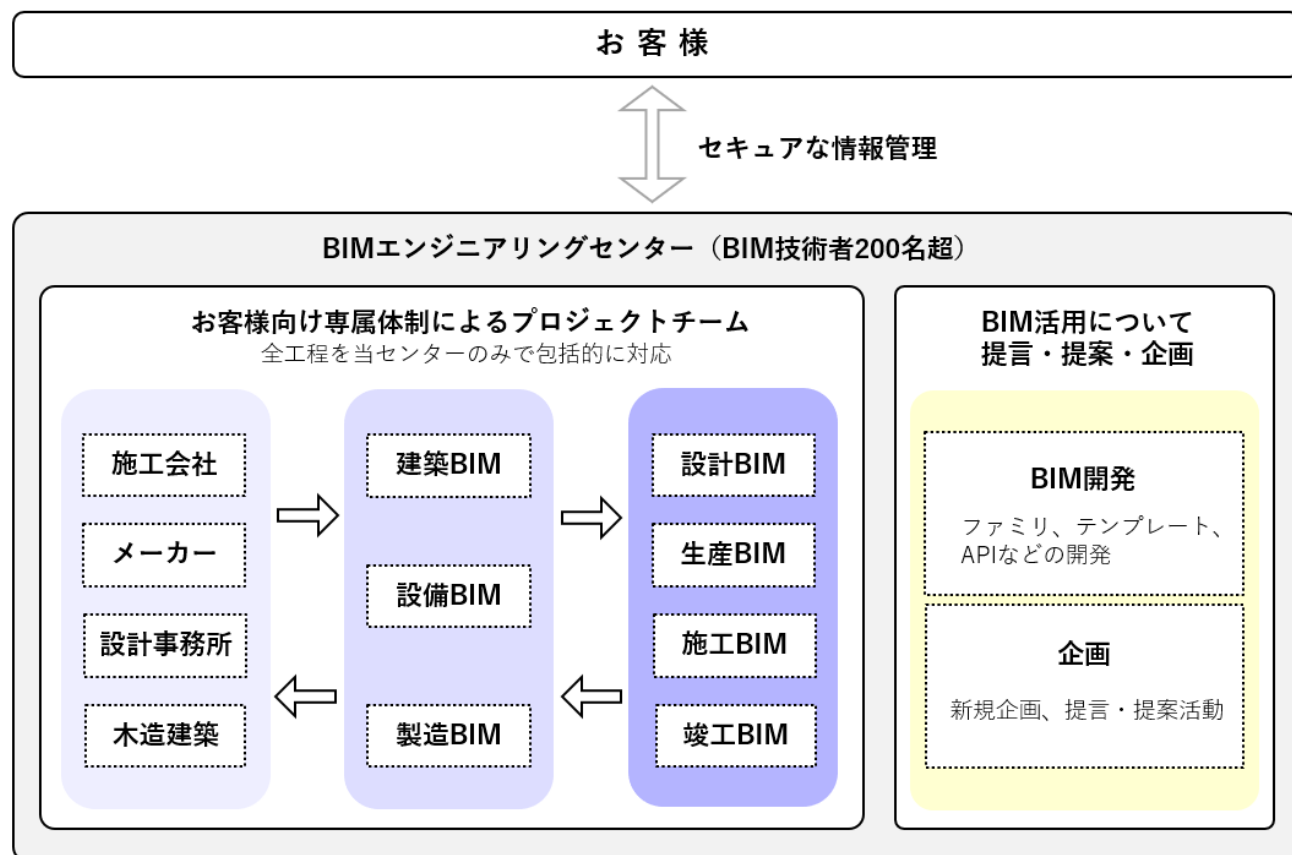 お客様
セキュアな情報管理
BIMエンジニアリングセンター（BIM技術者200名超）
お客様向け専属体制によるプロジェクトチーム
全工程を当センターのみで包括的に対応
施工会社
メーカー
設計事務所
木造建築
建築BIM
設備BIM
製造BIM
設計BIM
生産BIM
施工BIM
竣工BIM
BIM活用について
提言・提案・企画
BIM開発
ファミリ、テンプレート、
APIなどの開発
企画
新規企画、提言・提案活動